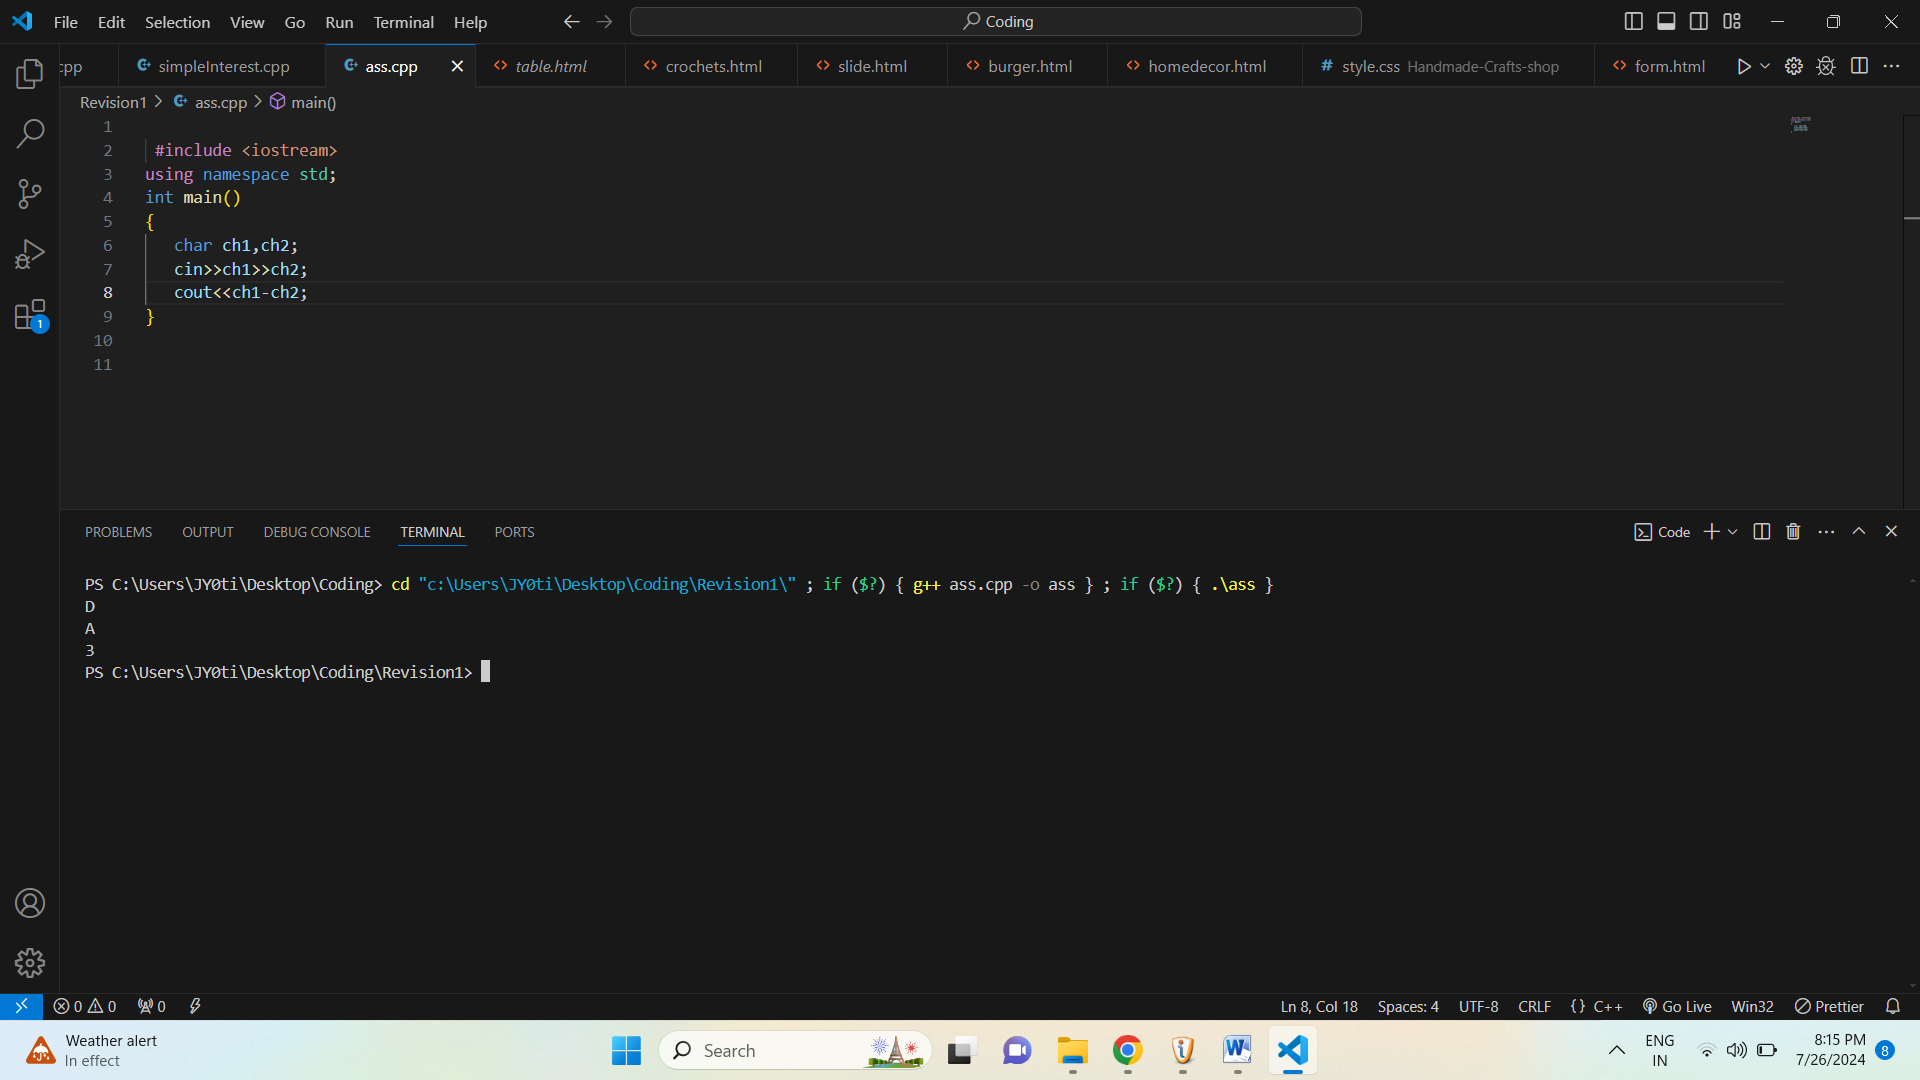 File Edit Selection View Go Run Terminal Help
Coding
cpp
simpleInterest.cpp
ass.cpp
table.html
crochets.html
slide.html
burger.html
homedecor.html
style.css Handmade-Crafts-shop
form.html
Revision1 > ass.cpp > main()
1
2 #include <iostream>
3 using namespace std;
4 int main()
5 {
6 char ch1,ch2;
7 cin>>ch1>>ch2;
8 cout<<ch1-ch2;
9 }
10
11
1
PROBLEMS OUTPUT DEBUG CONSOLE TERMINAL PORTS
Code
PS C:\Users\JY0ti\Desktop\Coding> cd "c:\Users\JY0ti\Desktop\Coding\Revision1\" ; if ($?) { g++ ass.cpp -o ass } ; if ($?) { .\ass }
D
A
3
PS C:\Users\JY0ti\Desktop\Coding\Revision1>
0 0 0
Ln 8, Col 18 Spaces: 4 UTF-8 CRLF {} C++ Go Live Win32 Prettier
Weather alert
In effect
Search
W
ENG
IN
8:15 PM
7/26/2024
8